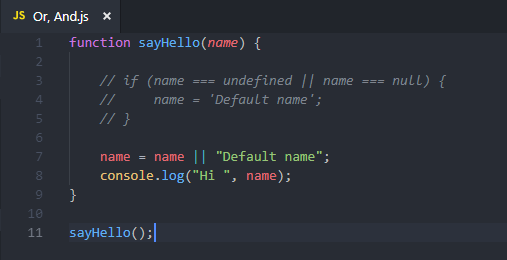 JS Or, And.js ×
1 function sayHello(name) {
2
3 // if (name === undefined || name === null) {
4 //     name = 'Default name';
5 // }
6
7 name = name || "Default name";
8 console.log("Hi ", name);
9 }
10
11 sayHello();